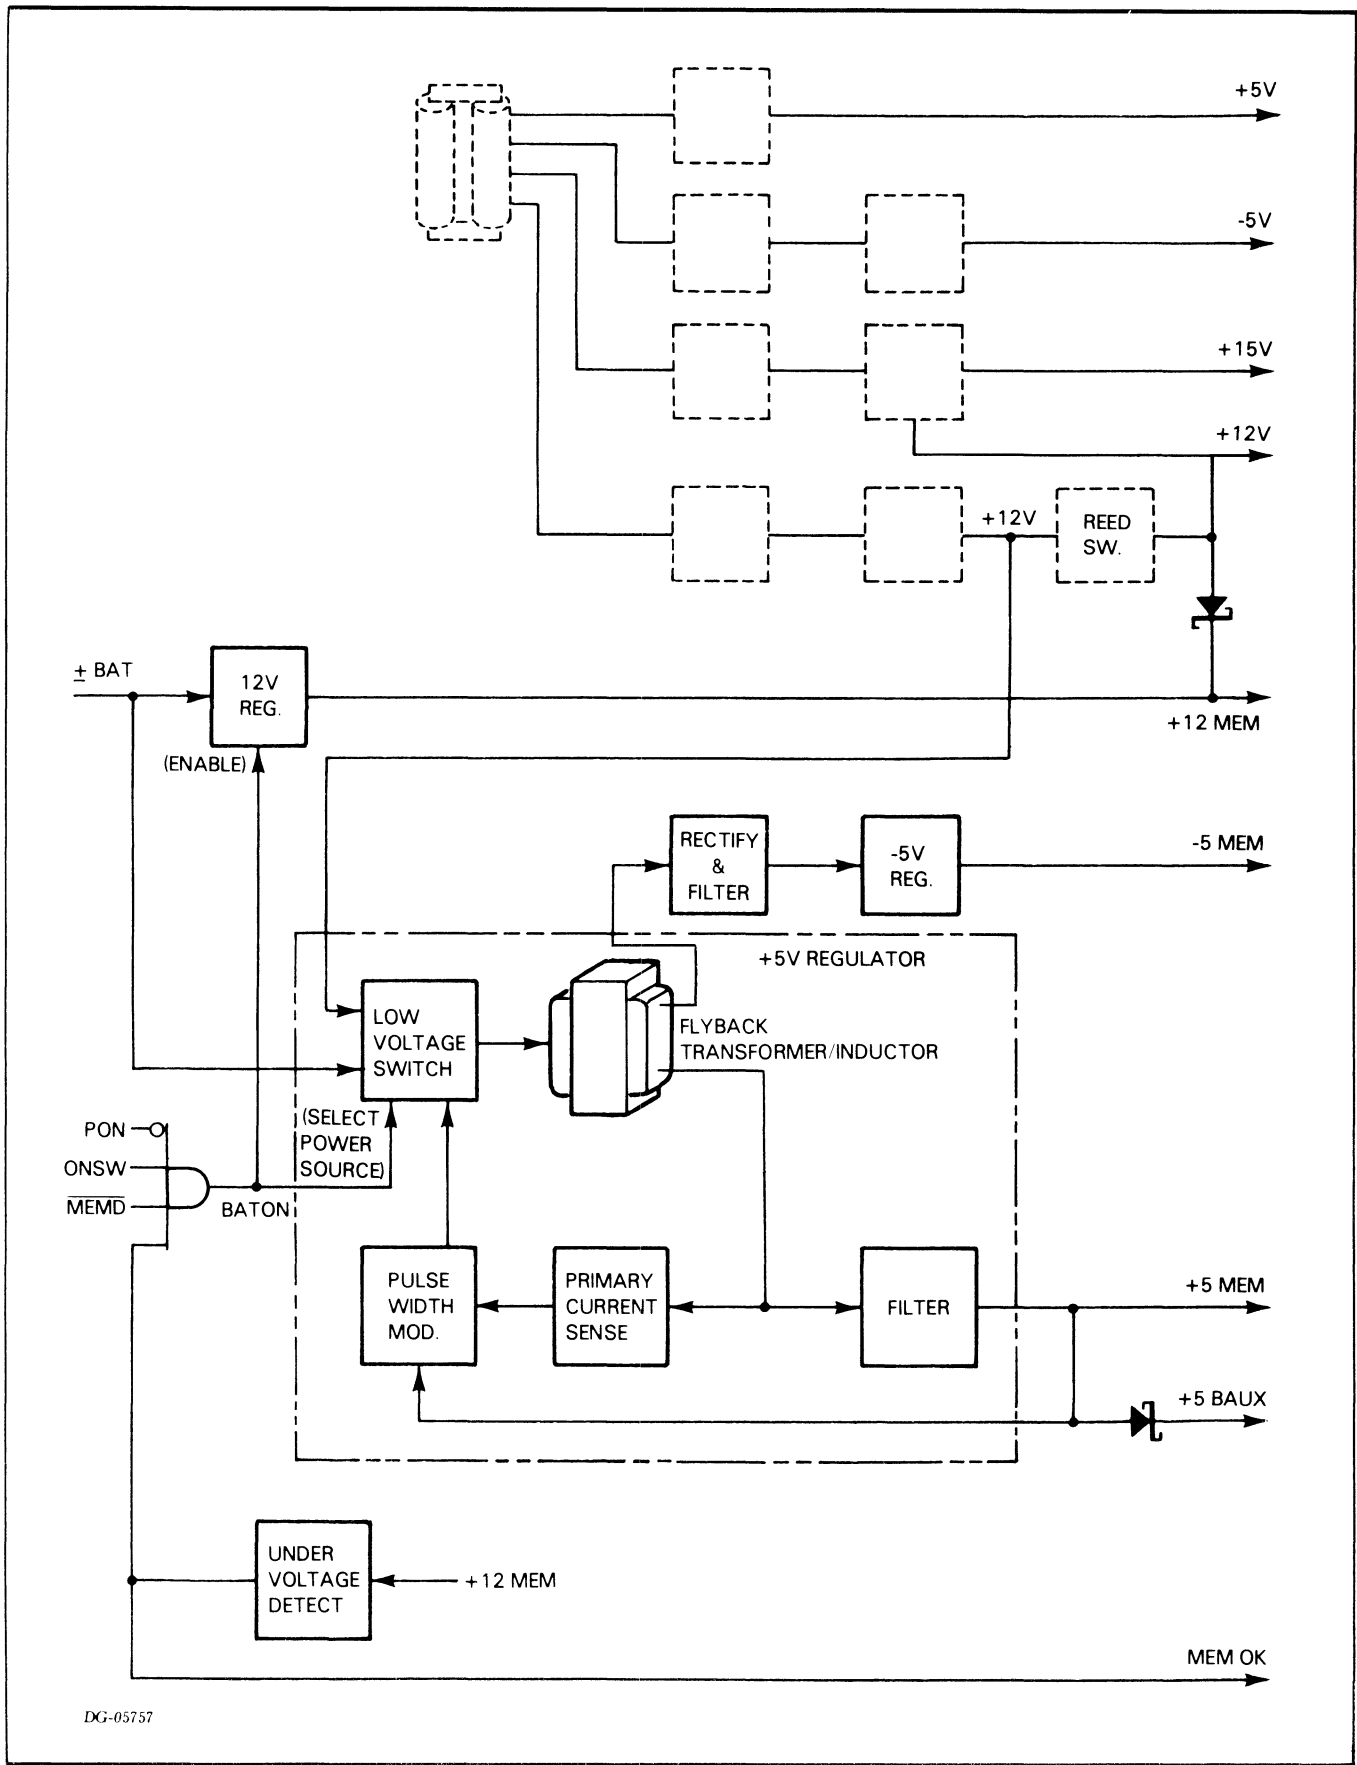 +5V
-5V
+15V
+12V
+12V
REED
SW.
± BAT
12V
REG.
+12 MEM
(ENABLE)
RECTIFY
&
FILTER
-5V
REG.
-5 MEM
+5V REGULATOR
LOW
VOLTAGE
SWITCH
FLYBACK
TRANSFORMER/INDUCTOR
(SELECT
POWER
SOURCE)
PON
ONSW
M̅E̅M̅D̅
BATON
PULSE
WIDTH
MOD.
PRIMARY
CURRENT
SENSE
FILTER
+5 MEM
+5 BAUX
UNDER
VOLTAGE
DETECT
+12 MEM
MEM OK
DG-05757